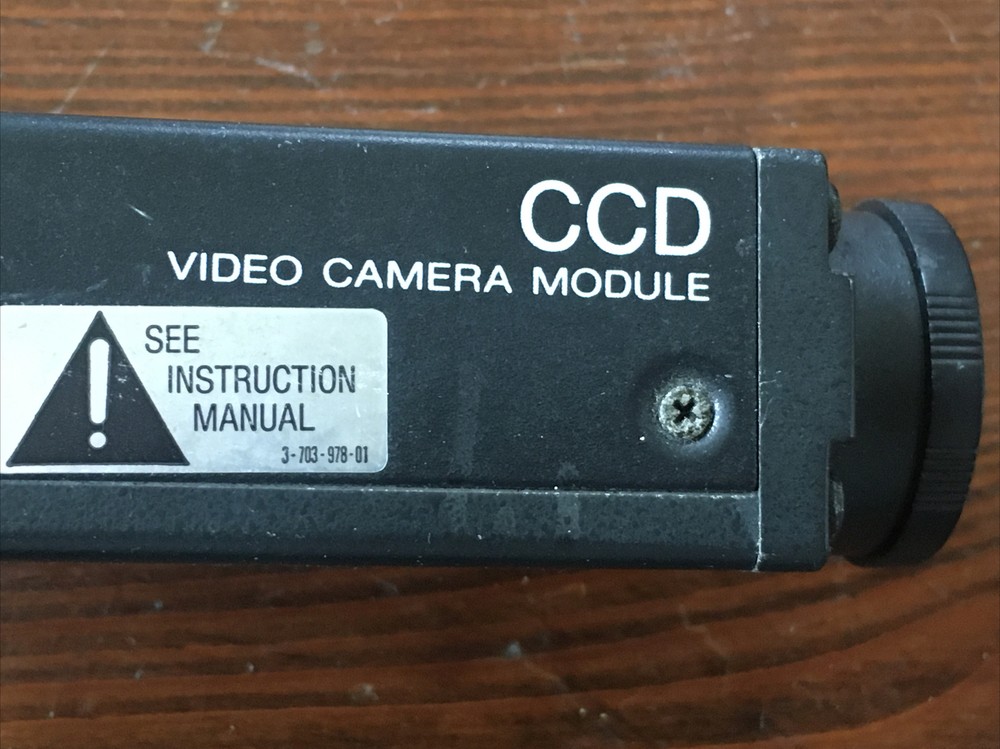 CCD
VIDEO CAMERA MODULE
SEE
INSTRUCTION
MANUAL
3-703-978-01